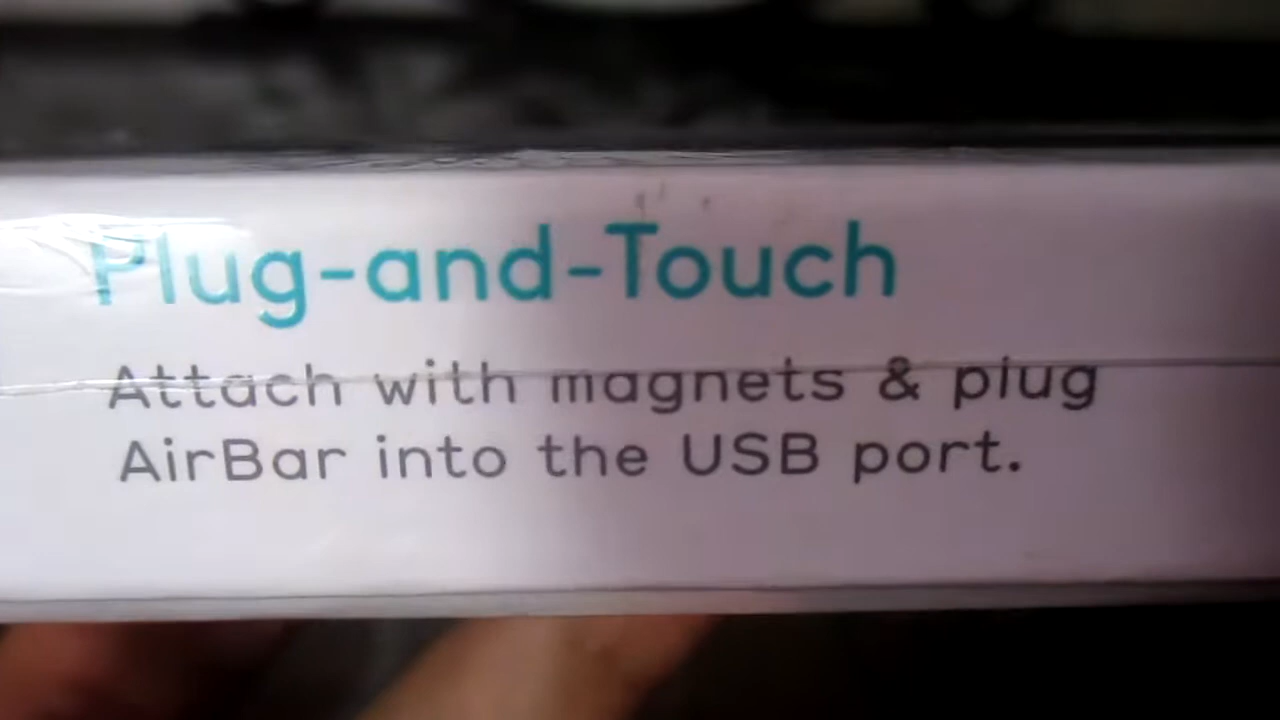 Plug-and-Touch
Attach with magnets & plug
AirBar into the USB port.